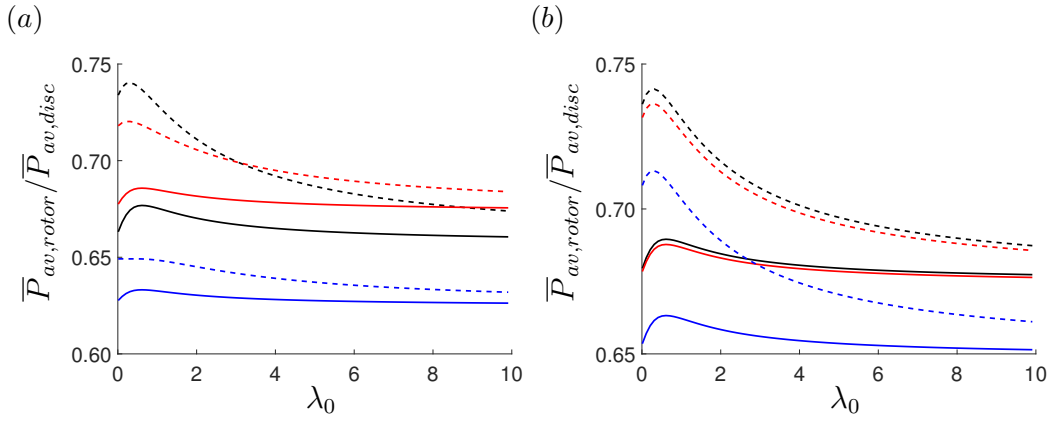 (a)
0.75
0.70
0.65
0.60
0 2 4 6 8 10
λ₀
P̅_{av,rotor}/P̅_{av,disc}
(b)
0.75
0.70
0.65
0 2 4 6 8 10
λ₀
P̅_{av,rotor}/P̅_{av,disc}